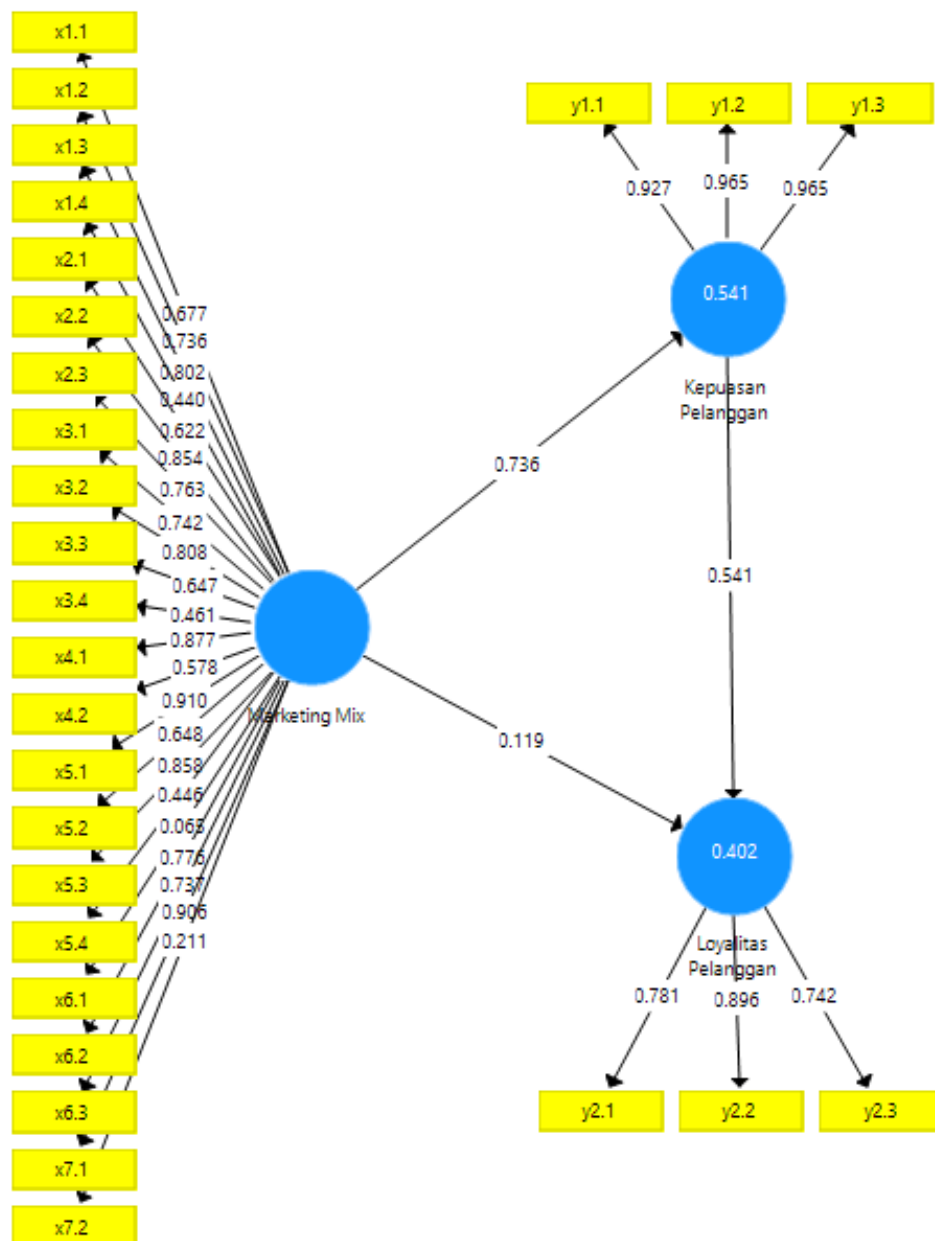 x1.1
x1.2
x1.3
x1.4
x2.1
x2.2
x2.3
x3.1
x3.2
x3.3
x3.4
x4.1
x4.2
x5.1
x5.2
x5.3
x5.4
x6.1
x6.2
x6.3
x7.1
x7.2
0.677
0.736
0.802
0.440
0.622
0.854
0.763
0.742
0.808
0.647
0.461
0.877
0.578
0.910
0.648
0.858
0.446
0.065
0.776
0.737
0.906
0.211
Marketing Mix
0.736
0.119
y1.1
y1.2
y1.3
0.927
0.965
0.965
0.541
Kepuasan
Pelanggan
0.541
0.402
Loyalitas
Pelanggan
0.781
0.896
0.742
y2.1
y2.2
y2.3